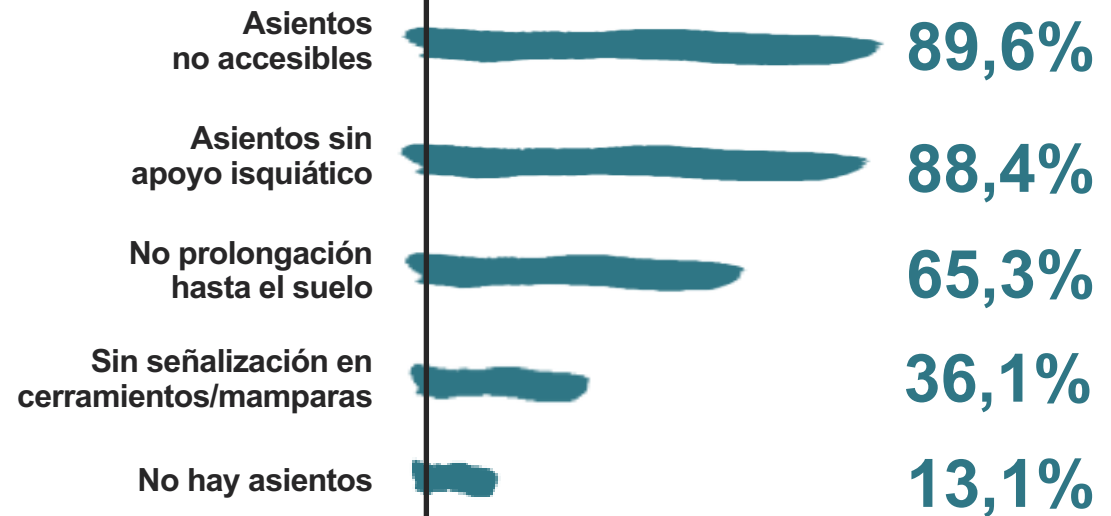 Asientos
no accesibles
89,6%
Asientos sin
apoyo isquiático
88,4%
No prolongación
hasta el suelo
65,3%
Sin señalización en
cerramientos/mamparas
36,1%
No hay asientos
13,1%